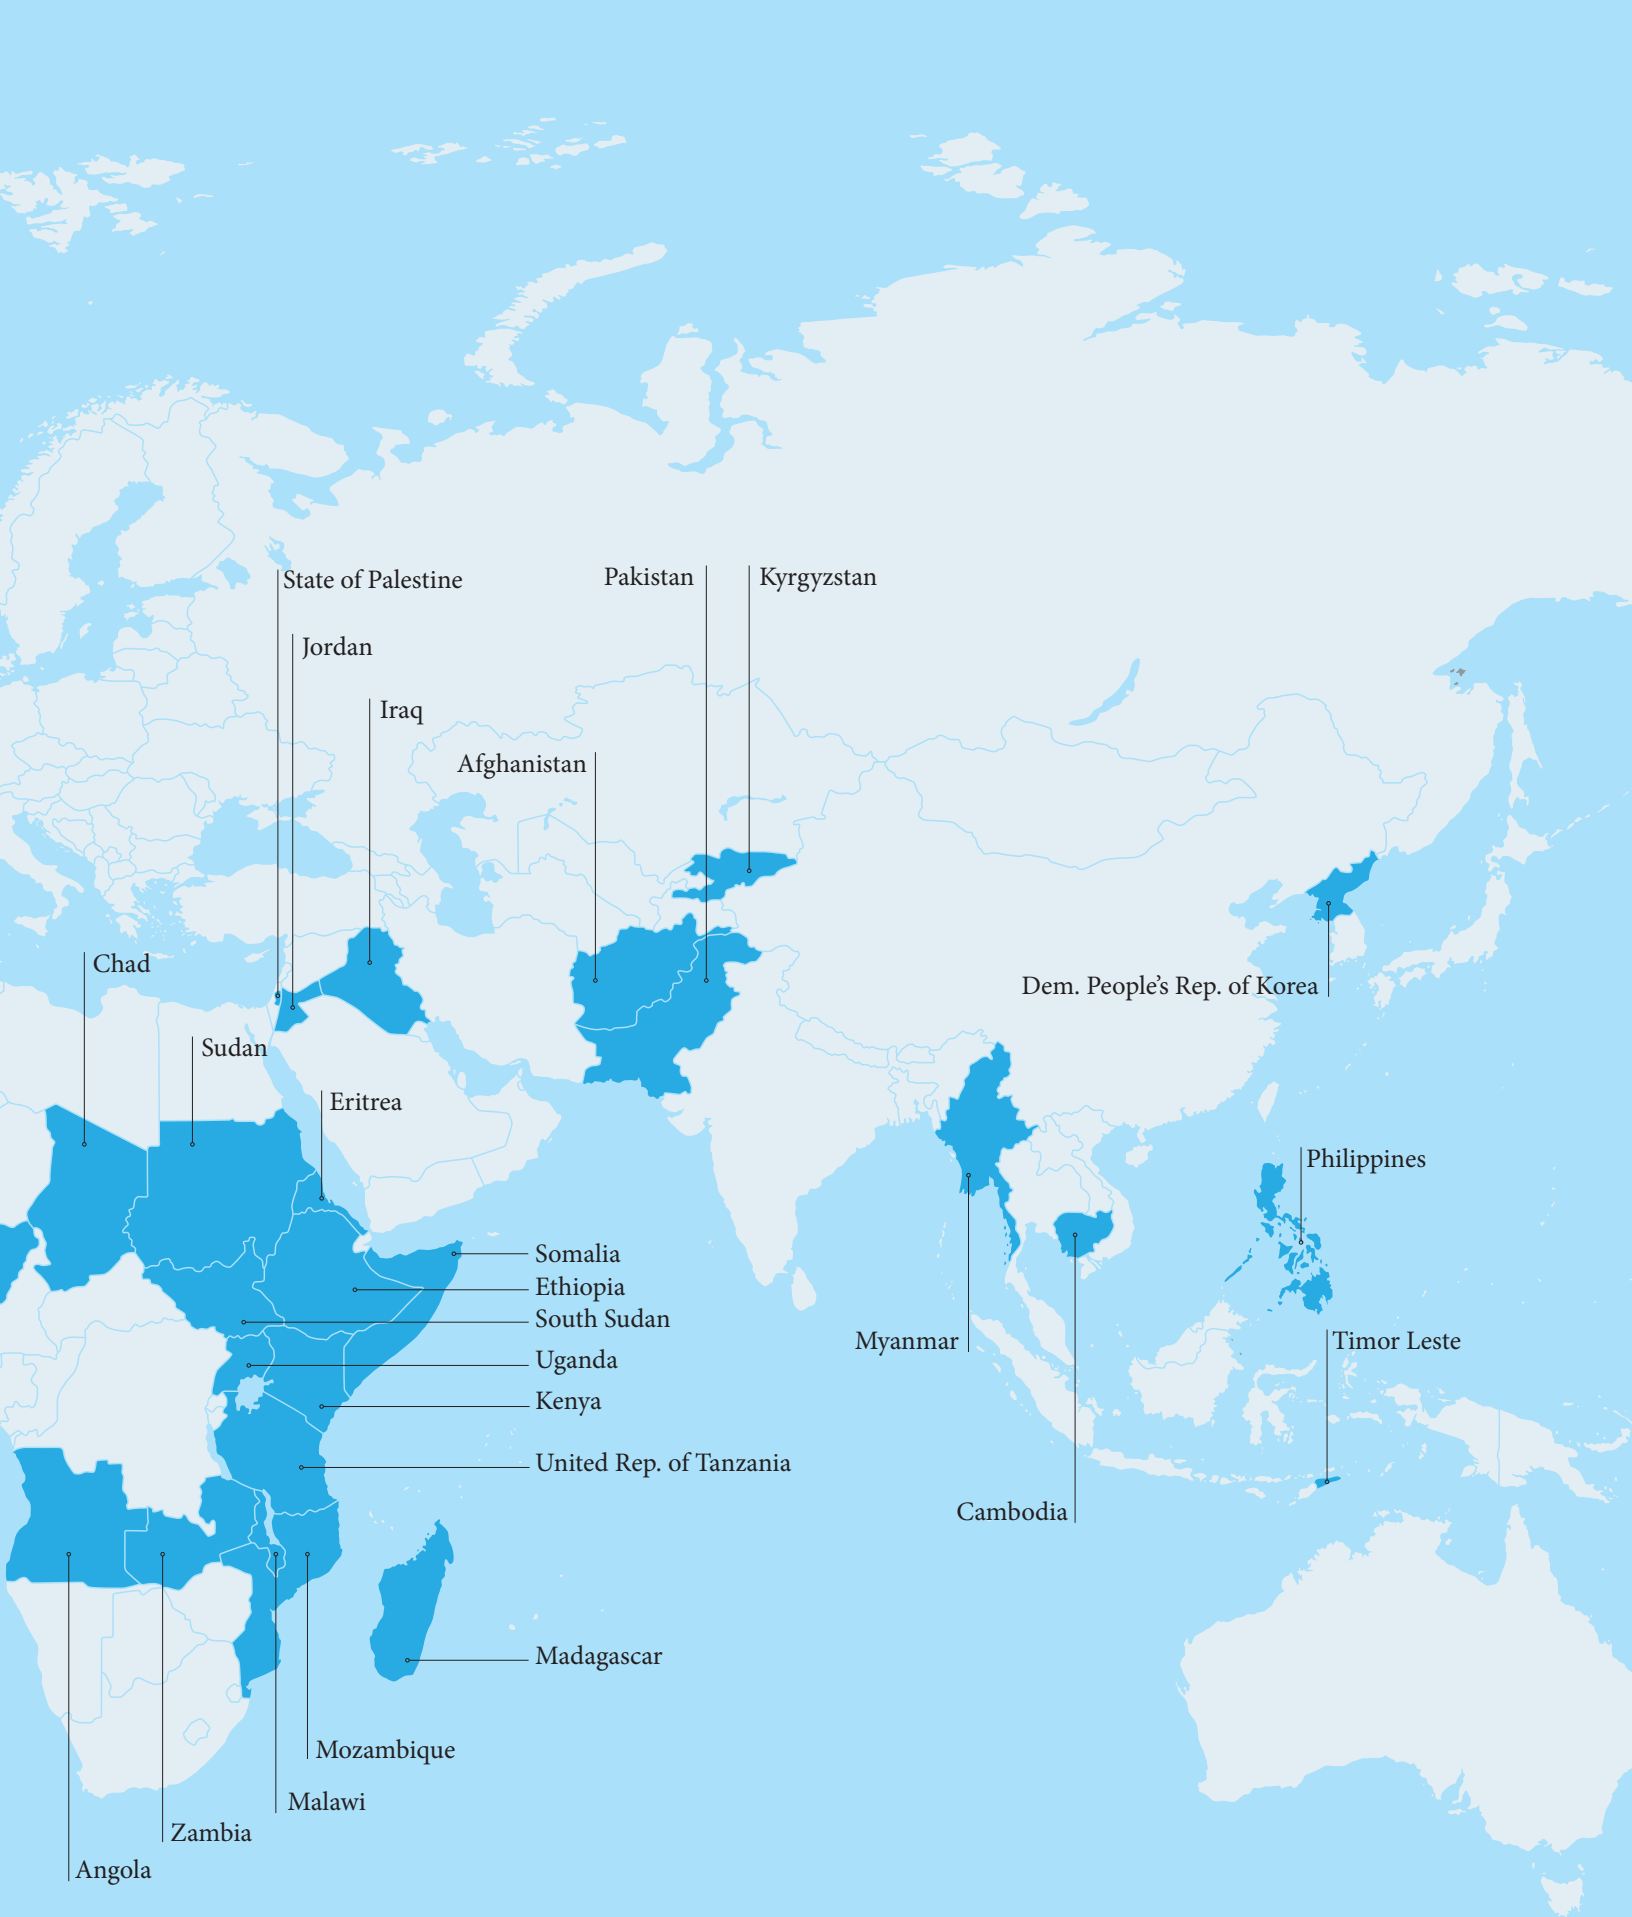 State of Palestine
Pakistan
Kyrgyzstan
Jordan
Iraq
Afghanistan
Chad
Dem. People's Rep. of Korea
Sudan
Eritrea
Philippines
Somalia
Ethiopia
South Sudan
Myanmar
Timor Leste
Uganda
Kenya
United Rep. of Tanzania
Cambodia
Madagascar
Mozambique
Malawi
Zambia
Angola